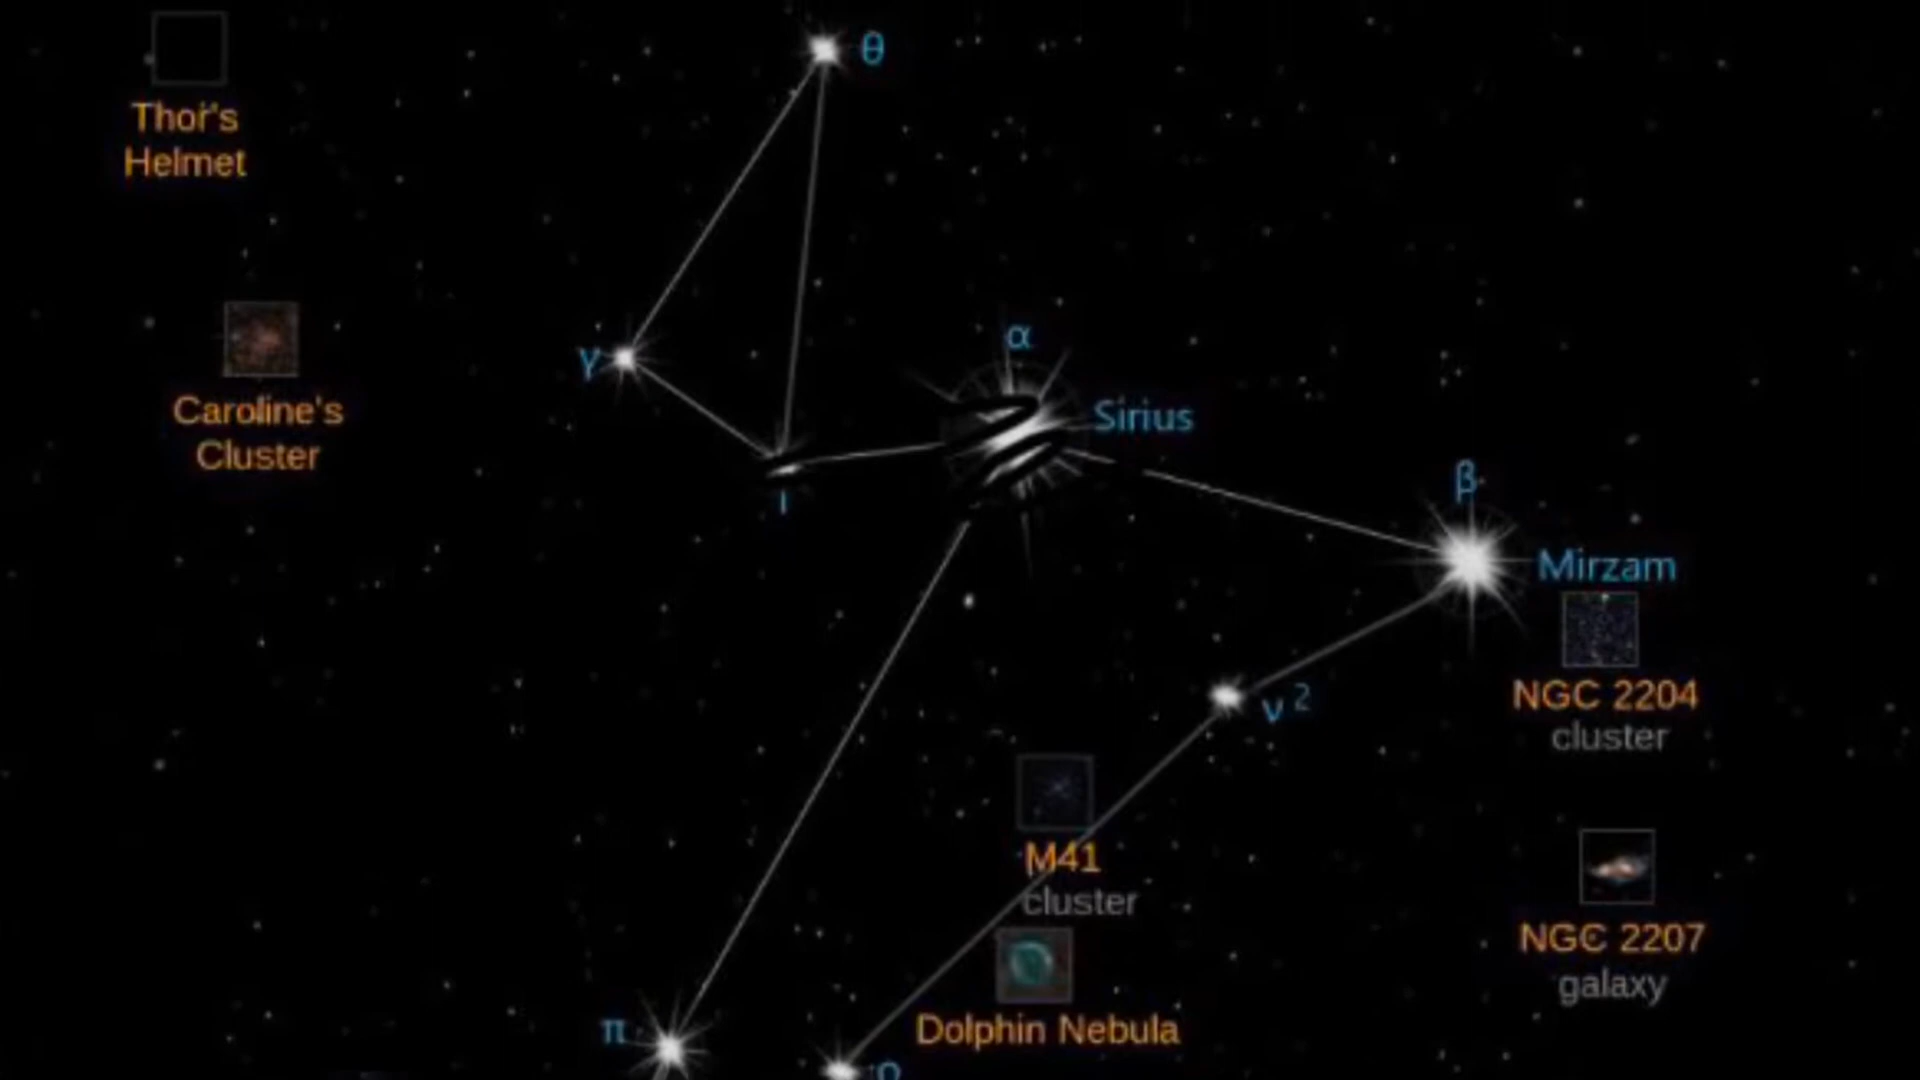 θ
Thor's
Helmet
α
γ
Caroline's
Cluster
Sirius
ι
β
Mirzam
ν 2
NGC 2204
cluster
M41
cluster
NGC 2207
galaxy
π
Dolphin Nebula
ο